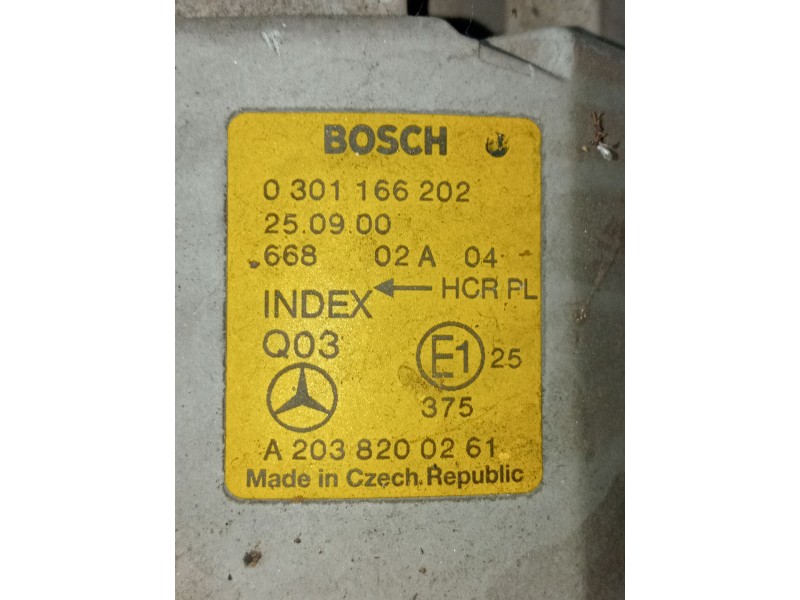 BOSCH
0 301 166 202
25.09.00
668 02 A 04
INDEX ← HCR PL
Q03
E1 25
375
A 203 820 02 61
Made in Czech. Republic